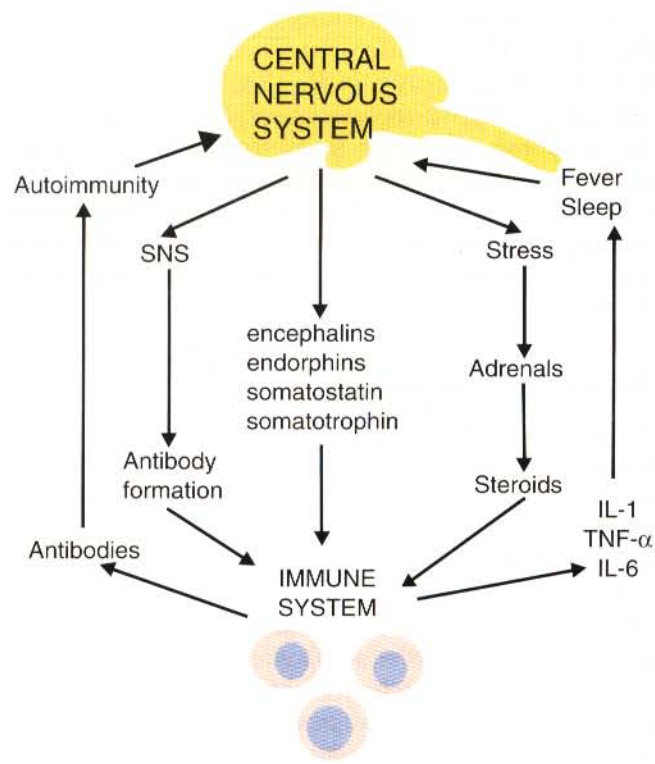 CENTRAL
NERVOUS
SYSTEM
Autoimmunity
Fever
Sleep
SNS
Stress
encephalins
endorphins
somatostatin
somatotrophin
Adrenals
Antibody
formation
Steroids
IL-1
TNF-α
IL-6
Antibodies
IMMUNE
SYSTEM